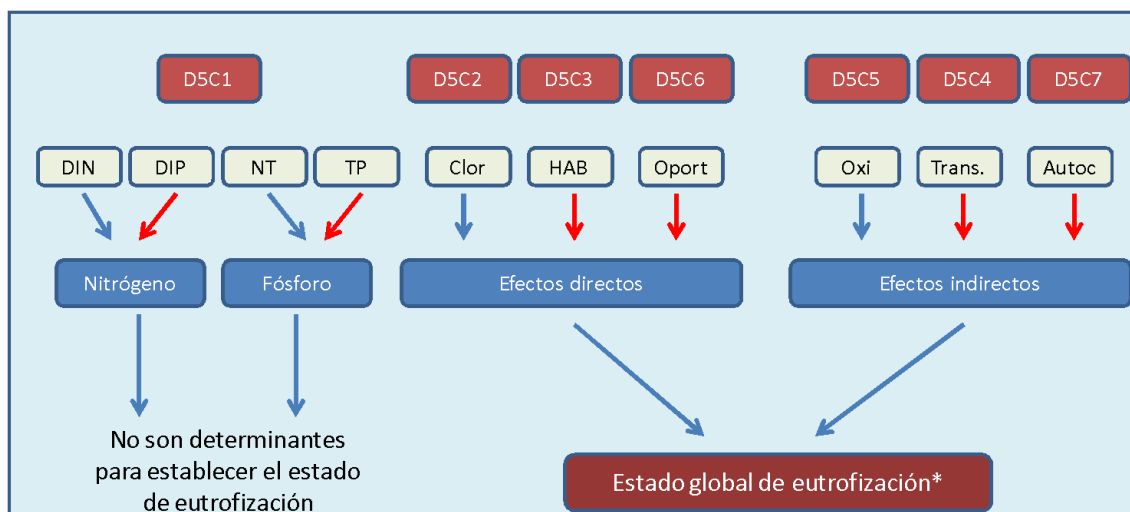 D5C1 D5C2 D5C3 D5C6 D5C5 D5C4 D5C7
DIN DIP NT TP Clor HAB Oport Oxi Trans. Autoc
Nitrógeno Fósforo Efectos directos Efectos indirectos
No son determinantes
para establecer el estado
de eutrofización
Estado global de eutrofización*